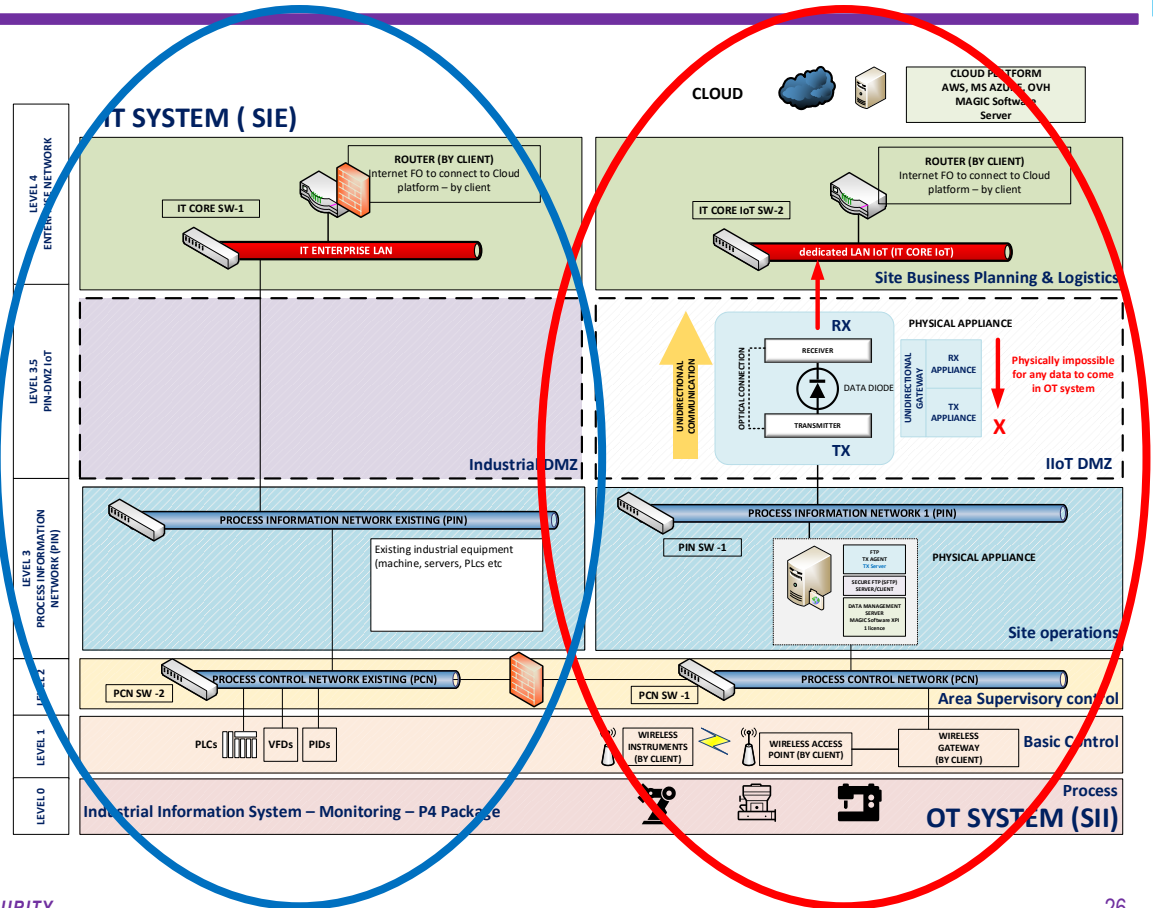 CLOUD
CLOUD PLATFORM
AWS, MS AZURE, OVH
MAGIC Software
Server
IT SYSTEM ( SIE)
LEVEL 4
ENTERPRISE NETWORK
ROUTER (BY CLIENT)
Internet FO to connect to Cloud
platform – by client
IT CORE SW-1
IT ENTERPRISE LAN
ROUTER (BY CLIENT)
Internet FO to connect to Cloud
platform – by client
IT CORE IoT SW-2
dedicated LAN IoT (IT CORE IoT)
Site Business Planning & Logistics
LEVEL 3.5
PIN-DMZ IoT
Industrial DMZ
UNIDIRECTIONAL
COMMUNICATION
RX
OPTICAL CONNECTION
RECEIVER
DATA DIODE
TRANSMITTER
TX
PHYSICAL APPLIANCE
UNIDIRECTIONAL
GATEWAY
RX
APPLIANCE
TX
APPLIANCE
Physically impossible
for any data to come
in OT system
X
IIoT DMZ
LEVEL 3
PROCESS INFORMATION
NETWORK (PIN)
PROCESS INFORMATION NETWORK EXISTING (PIN)
Existing industrial equipment
(machine, servers, PLcs etc
PROCESS INFORMATION NETWORK 1 (PIN)
PIN SW -1
FTP
TX AGENT
TX Server
SECURE FTP (SFTP)
SERVER/CLIENT
DATA MANAGEMENT
SERVER
MAGIC Software XPI
1 licence
PHYSICAL APPLIANCE
Site operations
LEVEL 2
PROCESS CONTROL NETWORK EXISTING (PCN)
PCN SW -2
PROCESS CONTROL NETWORK (PCN)
PCN SW -1
Area Supervisory control
LEVEL 1
PLCs
VFDs
PIDs
WIRELESS
INSTRUMENTS
(BY CLIENT)
WIRELESS ACCESS
POINT (BY CLIENT)
WIRELESS
GATEWAY
(BY CLIENT)
Basic Control
LEVEL 0
Industrial Information System – Monitoring – P4 Package
Process
OT SYSTEM (SII)
26